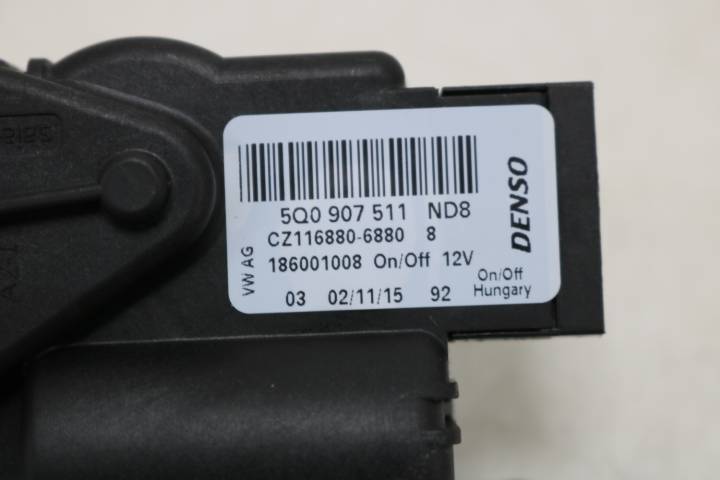 5Q0 907 511 ND8
CZ116880-6880 8
186001008 On/Off 12V
03 02/11/15 92
VW AG
DENSO
On/Off
Hungary